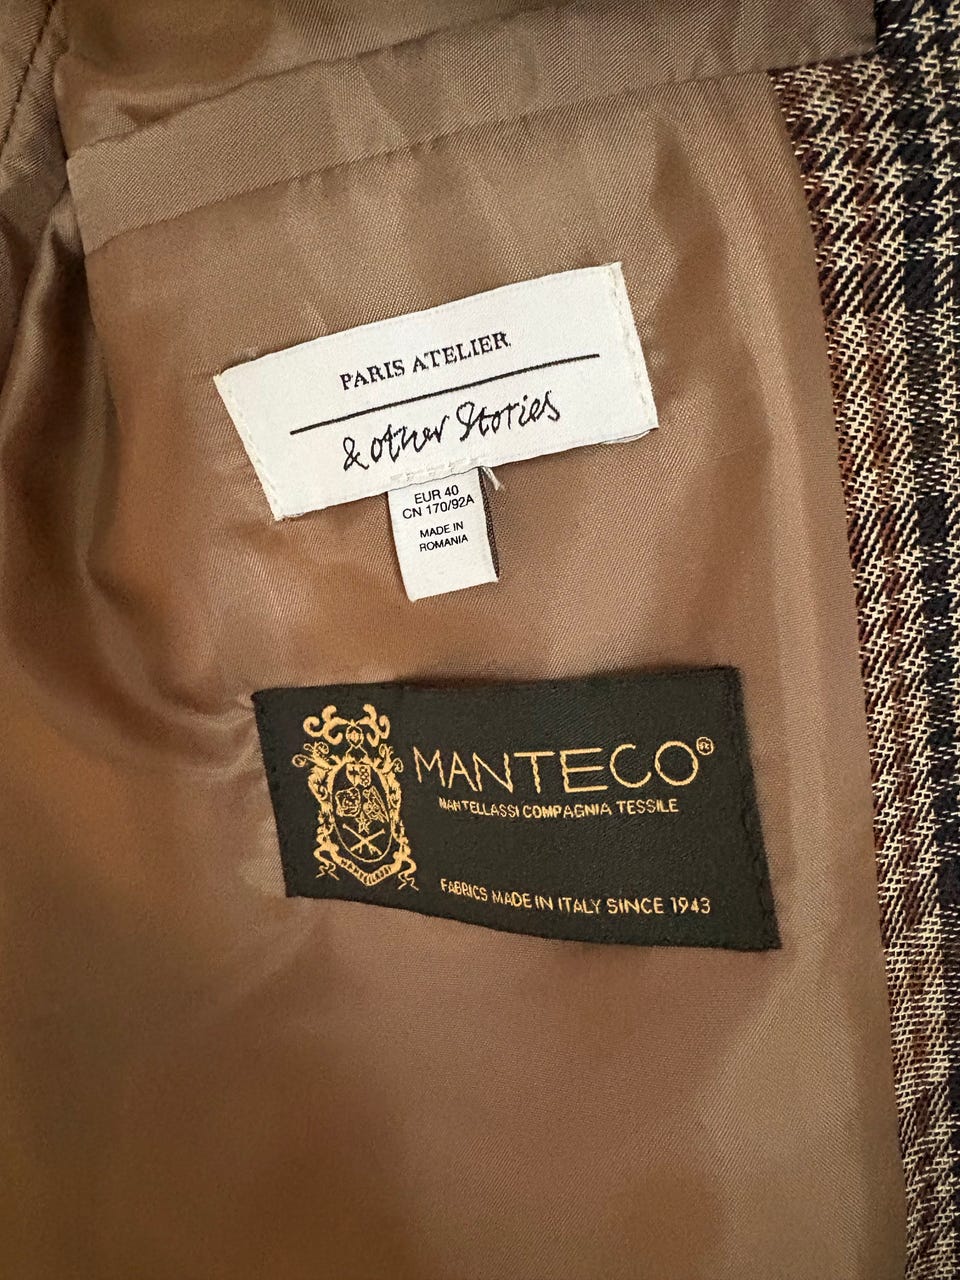 PARIS ATELIER
& other Stories
EUR 40
CN 170/92A
MADE IN
ROMANIA
MANTECO®
MANTELLASSI COMPAGNIA TESSILE
MANTELLASSI
FABRICS MADE IN ITALY SINCE 1943